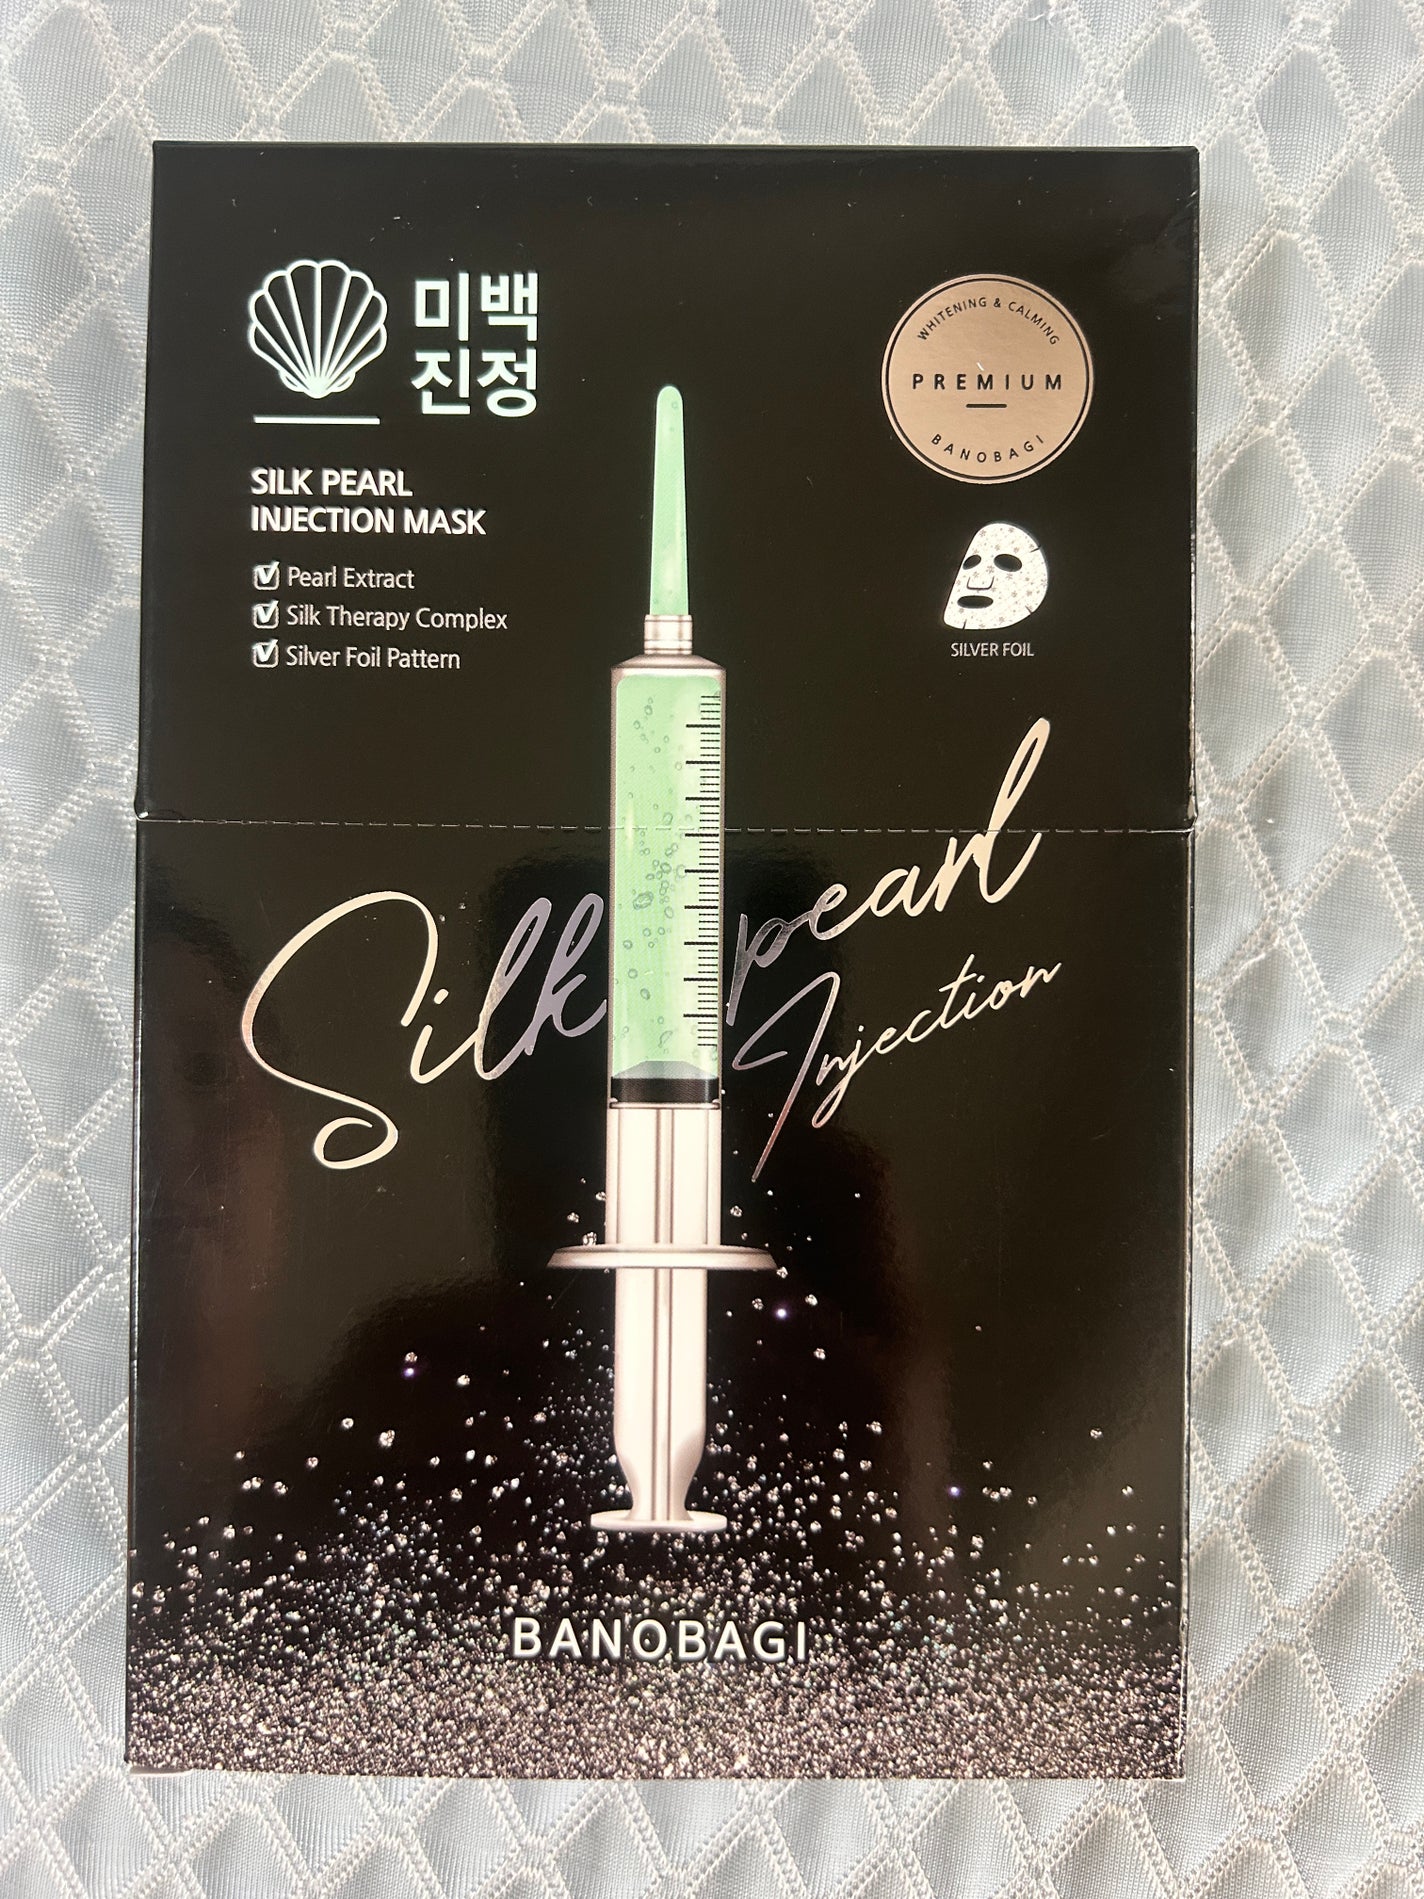 미백
진정
SILK PEARL
INJECTION MASK
Pearl Extract
Silk Therapy Complex
Silver Foil Pattern
WHITENING & CALMING
PREMIUM
BANOBAGI
SILVER FOIL
Silk pearl
Injection
BANOBAGI